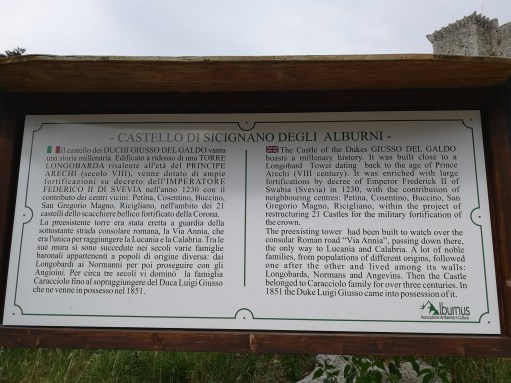 - CASTELLO DI SICIGNANO DEGLI ALBURNI -
Il castello dei DUCHI GIUSSO DEL GALDO vanta
una storia millenaria. Edificato a ridosso di una TORRE
LONGOBARDA risalente all'età del PRINCIPE
ARECHI (secolo VIII), venne dotato di ampie
fortificazioni su decreto dell'IMPERATORE
FEDERICO II DI SVEVIA nell'anno 1230 con il
contributo dei centri vicini: Petina, Cosentino, Buccino,
San Gregorio Magno, Ricigliano, nell'ambito dei 21
castelli dello scacchiere bellico fortificato della Corona.
La preesistente torre era stata eretta a guardia della
sottostante strada consolare romana, la Via Annia, che
era l'unica per raggiungere la Lucania e la Calabria. Tra le
sue mura si sono succedute nei secoli varie famiglie
baronali appartenenti a popoli di origine diversa: dai
Longobardi ai Normanni per poi proseguire con gli
Angioini. Per circa tre secoli vi dominò la famiglia
Caracciolo fino al sopraggiungere del Duca Luigi Giusso
che ne venne in possesso nel 1851.
The Castle of the Dukes GIUSSO DEL GALDO
boasts a millenary history. It was built close to a
Longobard Tower dating back to the age of Prince
Arechi (VIII century). It was enriched with large
fortifications by decree of Emperor Frederick II of
Swabia (Svevia) in 1230, with the contribution of
neighbouring centres: Petina, Cosentino, Buccino, San
Gregorio Magno, Ricigliano, within the project of
restructuring 21 Castles for the military fortification of
the crown.
The preexisting tower had been built to watch over the
consular Roman road "Via Annia", passing down there,
the only way to Lucania and Calabria. A lot of noble
families, from populations of different origins, followed
one after the other and lived among its walls:
Longobards, Normans and Angevins. Then the Castle
belonged to Caracciolo family for over three centuries. In
1851 the Duke Luigi Giusso came into possession of it.
Alburnus
Associazione Ambiente e Cultura